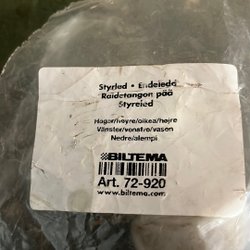 Styrled • Endeledd
Raidetangon pää
Styreled
Höger/høyre/oikea/højre
Vänster/venstre/vasen
Nedre/alempi
BILTEMA
Art. 72-920
www.biltema.com